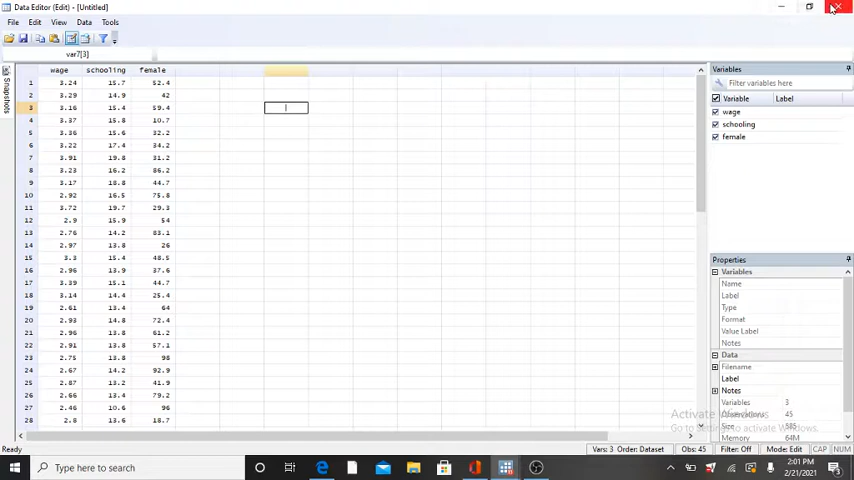 Data Editor (Edit) - [Untitled]
File Edit View Data Tools
var7[3]
Snapshots
wage schooling female
1 3.24 15.7 52.4
2 3.29 14.9 42
3 3.16 15.4 59.4
4 3.37 15.8 10.7
5 3.36 15.6 32.2
6 3.22 17.4 34.2
7 3.91 19.8 31.2
8 3.23 16.2 86.2
9 3.17 18.8 44.7
10 2.92 16.5 75.8
11 3.72 19.7 29.3
12 2.9 15.9 54
13 2.76 14.2 83.1
14 2.97 13.8 26
15 3.3 15.4 48.5
16 2.96 13.9 37.6
17 3.39 15.1 44.7
18 3.14 14.4 25.4
19 2.61 13.4 64
20 2.93 14.8 72.4
21 2.96 13.8 61.2
22 2.91 13.8 57.1
23 2.75 13.8 98
24 2.67 14.2 92.9
25 2.87 13.2 41.9
26 2.66 13.4 79.2
27 2.46 10.6 96
28 2.8 13.6 18.7
Variables
Filter variables here
Variable Label
wage
schooling
female
Properties
Variables
Name
Label
Type
Format
Value Label
Notes
Data
Filename
Label
Notes
Variables 3
Observations 45
Size 585
Memory 64M
Activate Windows
Go to Settings to activate Windows.
Ready
Vars: 3 Order: Dataset Obs: 45 Filter: Off Mode: Edit CAP NUM
Type here to search
2:01 PM
2/21/2021
3